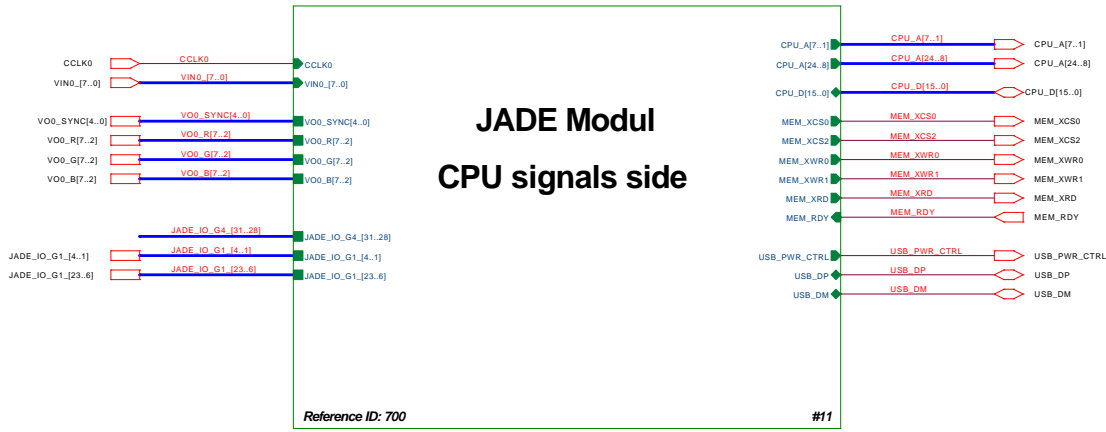 CCLK0 CCLK0 CCLK0
VIN0_[7..0] VIN0_[7..0] VIN0_[7..0]
VO0_SYNC[4..0] VO0_SYNC[4..0] VO0_SYNC[4..0]
VO0_R[7..2] VO0_R[7..2] VO0_R[7..2]
VO0_G[7..2] VO0_G[7..2] VO0_G[7..2]
VO0_B[7..2] VO0_B[7..2] VO0_B[7..2]
JADE_IO_G4_[31..28] JADE_IO_G4_[31..28]
JADE_IO_G1_[4..1] JADE_IO_G1_[4..1] JADE_IO_G1_[4..1]
JADE_IO_G1_[23..6] JADE_IO_G1_[23..6] JADE_IO_G1_[23..6]
JADE Modul
CPU signals side
CPU_A[7..1] CPU_A[7..1] CPU_A[7..1]
CPU_A[24..8] CPU_A[24..8] CPU_A[24..8]
CPU_D[15..0] CPU_D[15..0] CPU_D[15..0]
MEM_XCS0 MEM_XCS0 MEM_XCS0
MEM_XCS2 MEM_XCS2 MEM_XCS2
MEM_XWR0 MEM_XWR0 MEM_XWR0
MEM_XWR1 MEM_XWR1 MEM_XWR1
MEM_XRD MEM_XRD MEM_XRD
MEM_RDY MEM_RDY MEM_RDY
USB_PWR_CTRL USB_PWR_CTRL USB_PWR_CTRL
USB_DP USB_DP USB_DP
USB_DM USB_DM USB_DM
Reference ID: 700 #11